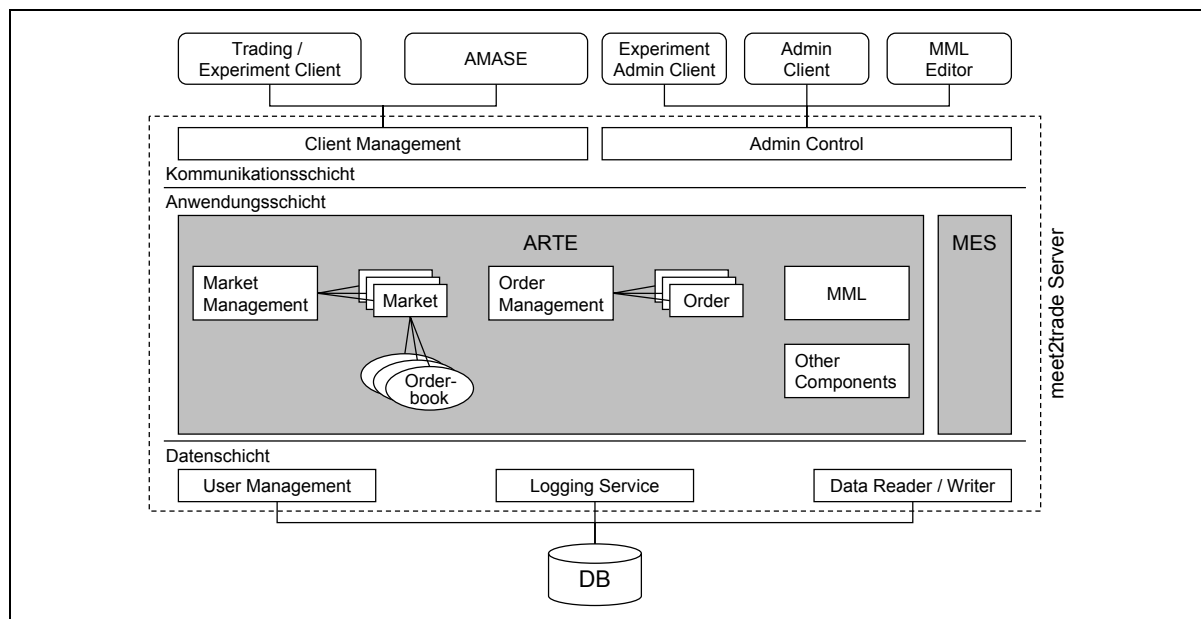 Trading /
Experiment Client
AMASE
Experiment
Admin Client
Admin
Client
MML
Editor
Client Management
Admin Control
Kommunikationsschicht
Anwendungsschicht
ARTE
MES
Market
Management
Market
Order
Management
Order
MML
Order-
book
Other
Components
meet2trade Server
Datenschicht
User Management
Logging Service
Data Reader / Writer
DB